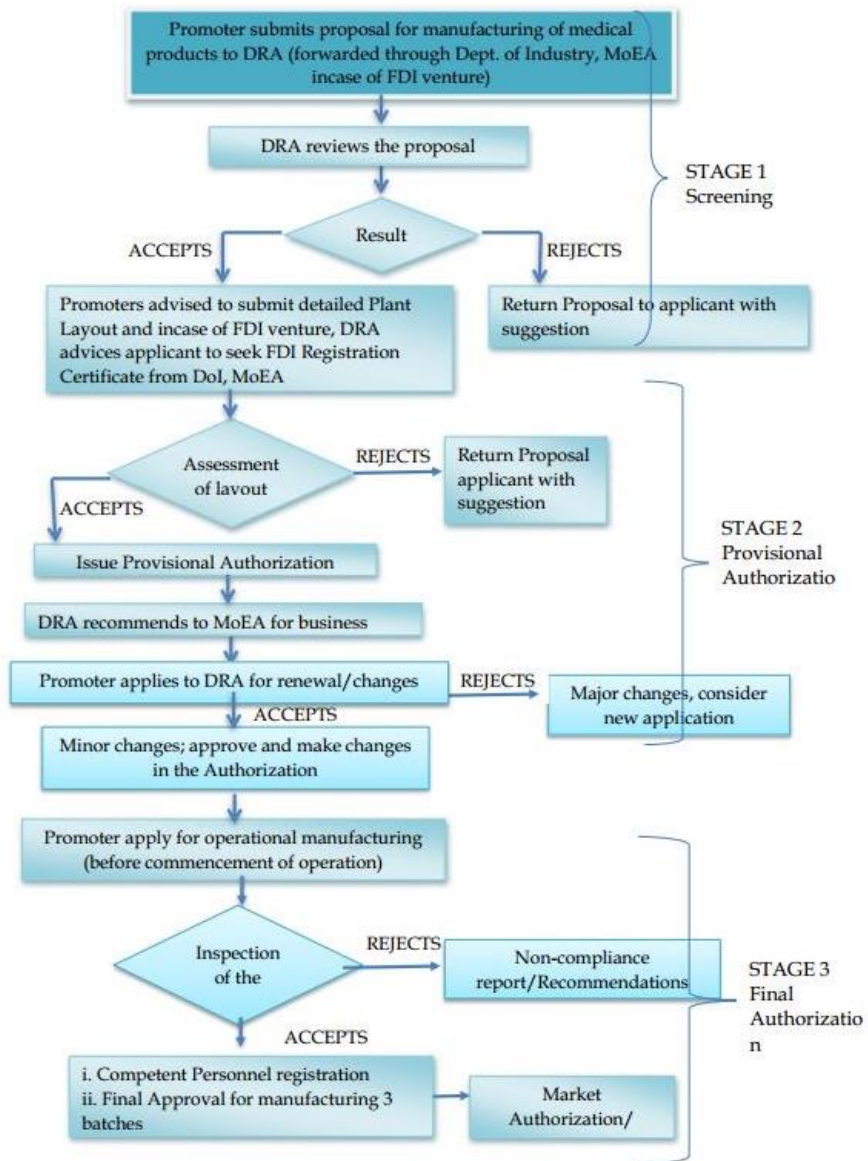 Promoter submits proposal for manufacturing of medical
products to DRA (forwarded through Dept. of Industry, MoEA
incase of FDI venture)
DRA reviews the proposal
STAGE 1
Screening
Result
ACCEPTS
REJECTS
Promoters advised to submit detailed Plant
Layout and incase of FDI venture, DRA
advices applicant to seek FDI Registration
Certificate from DoI, MoEA
Return Proposal to applicant with
suggestion
Assessment
of layout
REJECTS
Return Proposal
applicant with
suggestion
ACCEPTS
STAGE 2
Provisional
Authorizatio
Issue Provisional Authorization
DRA recommends to MoEA for business
Promoter applies to DRA for renewal/changes
REJECTS
Major changes, consider
new application
ACCEPTS
Minor changes; approve and make changes
in the Authorization
Promoter apply for operational manufacturing
(before commencement of operation)
Inspection
of the
REJECTS
Non-compliance
report/Recommendations
STAGE 3
Final
Authorizatio
n
ACCEPTS
i. Competent Personnel registration
ii. Final Approval for manufacturing 3
batches
Market
Authorization/